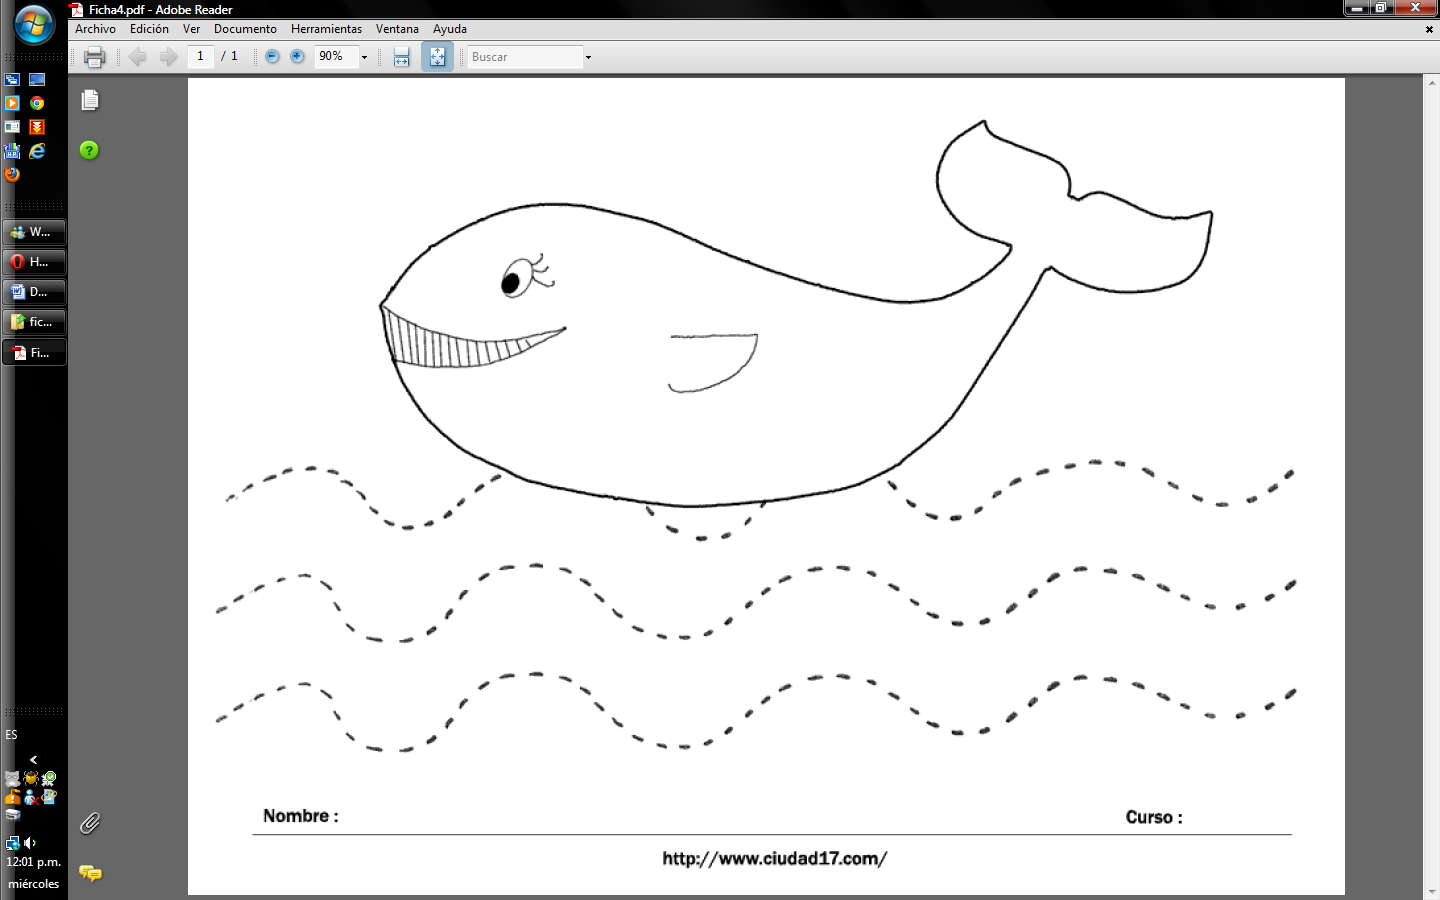 Ficha4.pdf - Adobe Reader
Archivo Edición Ver Documento Herramientas Ventana Ayuda
1 / 1 90% Buscar
W...
H...
D...
fic...
Fi...
ES
12:01 p.m.
miércoles
Nombre : Curso :
http://www.ciudad17.com/